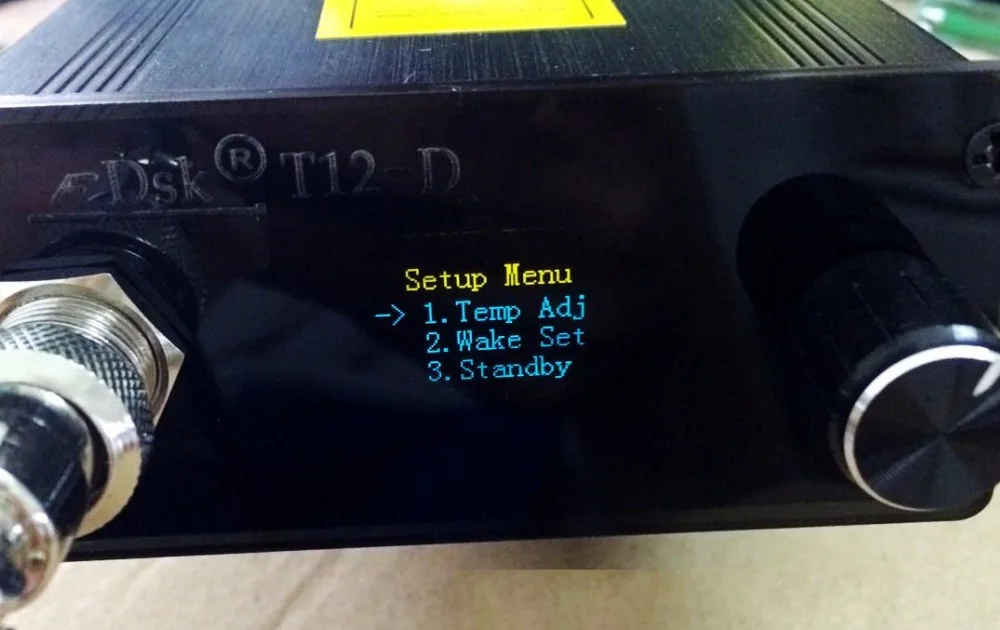 Dsk® T12-D
Setup Menu
-> 1.Temp Adj
2.Wake Set
3.Standby